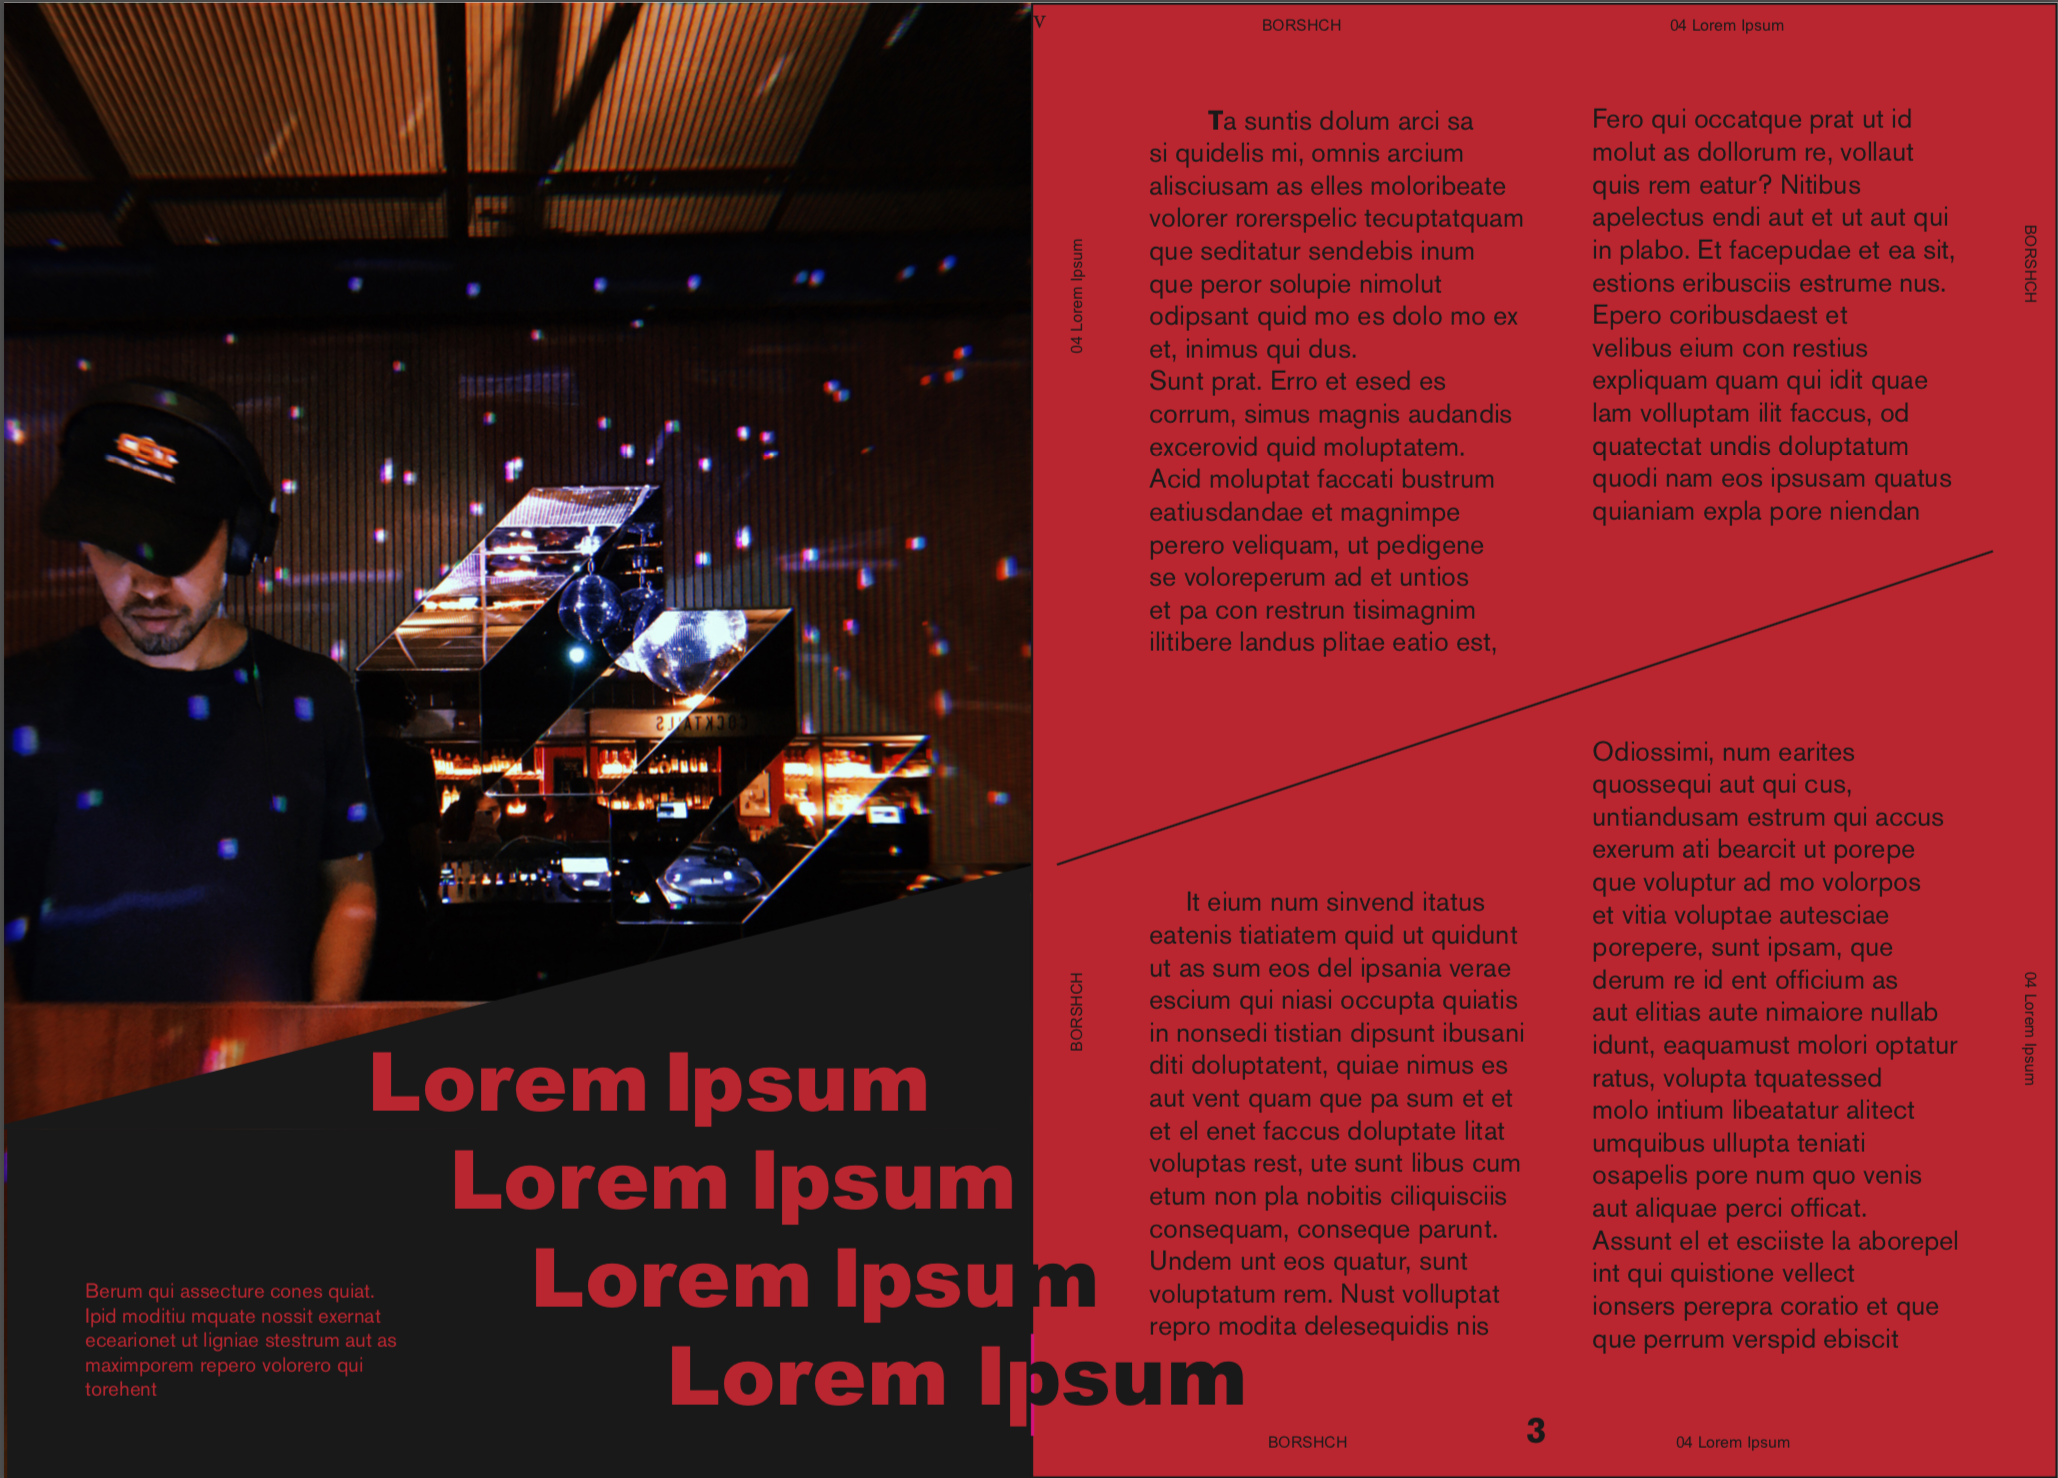 v
BORSHCH
04 Lorem Ipsum
COCKTAILS
Lorem Ipsum
Lorem Ipsum
Lorem Ipsum
Lorem Ipsum
Berum qui assecture cones quiat.
Ipid moditiu mquate nossit exernat
ecearionet ut ligniae stestrum aut as
maximporem repero volorero qui
torehent
04 Lorem Ipsum
BORSHCH
Ta suntis dolum arci sa
si quidelis mi, omnis arcium
alisciusam as elles moloribeate
volorer rorerspelic tecuptatquam
que seditatur sendebis inum
que peror solupie nimolut
odipsant quid mo es dolo mo ex
et, inimus qui dus.
Sunt prat. Erro et esed es
corrum, simus magnis audandis
excerovid quid moluptatem.
Acid moluptat faccati bustrum
eatiusdandae et magnimpe
perero veliquam, ut pedigene
se voloreperum ad et untios
et pa con restrun tisimagnim
ilitibere landus plitae eatio est,
It eium num sinvend itatus
eatenis tiatiatem quid ut quidunt
ut as sum eos del ipsania verae
escium qui niasi occupta quiatis
in nonsedi tistian dipsunt ibusani
diti doluptatent, quiae nimus es
aut vent quam que pa sum et et
et el enet faccus doluptate litat
voluptas rest, ute sunt libus cum
etum non pla nobitis ciliquisciis
consequam, conseque parunt.
Undem unt eos quatur, sunt
voluptatum rem. Nust volluptat
repro modita delesequidis nis
Fero qui occatque prat ut id
molut as dollorum re, vollaut
quis rem eatur? Nitibus
apelectus endi aut et ut aut qui
in plabo. Et facepudae et ea sit,
estions eribusciis estrume nus.
Epero coribusdaest et
velibus eium con restius
expliquam quam qui idit quae
lam volluptam ilit faccus, od
quatectat undis doluptatum
quodi nam eos ipsusam quatus
quianiam expla pore niendan
Odiossimi, num earites
quossequi aut qui cus,
untiandusam estrum qui accus
exerum ati bearcit ut porepe
que voluptur ad mo volorpos
et vitia voluptae autesciae
porepere, sunt ipsam, que
derum re id ent officium as
aut elitias aute nimaiore nullab
idunt, eaquamust molori optatur
ratus, volupta tquatessed
molo intium libeatatur alitect
umquibus ullupta teniati
osapelis pore num quo venis
aut aliquae perci officat.
Assunt el et esciiste la aborepel
int qui quistione vellect
ionsers perepra coratio et que
que perrum verspid ebiscit
BORSHCH
04 Lorem Ipsum
BORSHCH
3
04 Lorem Ipsum